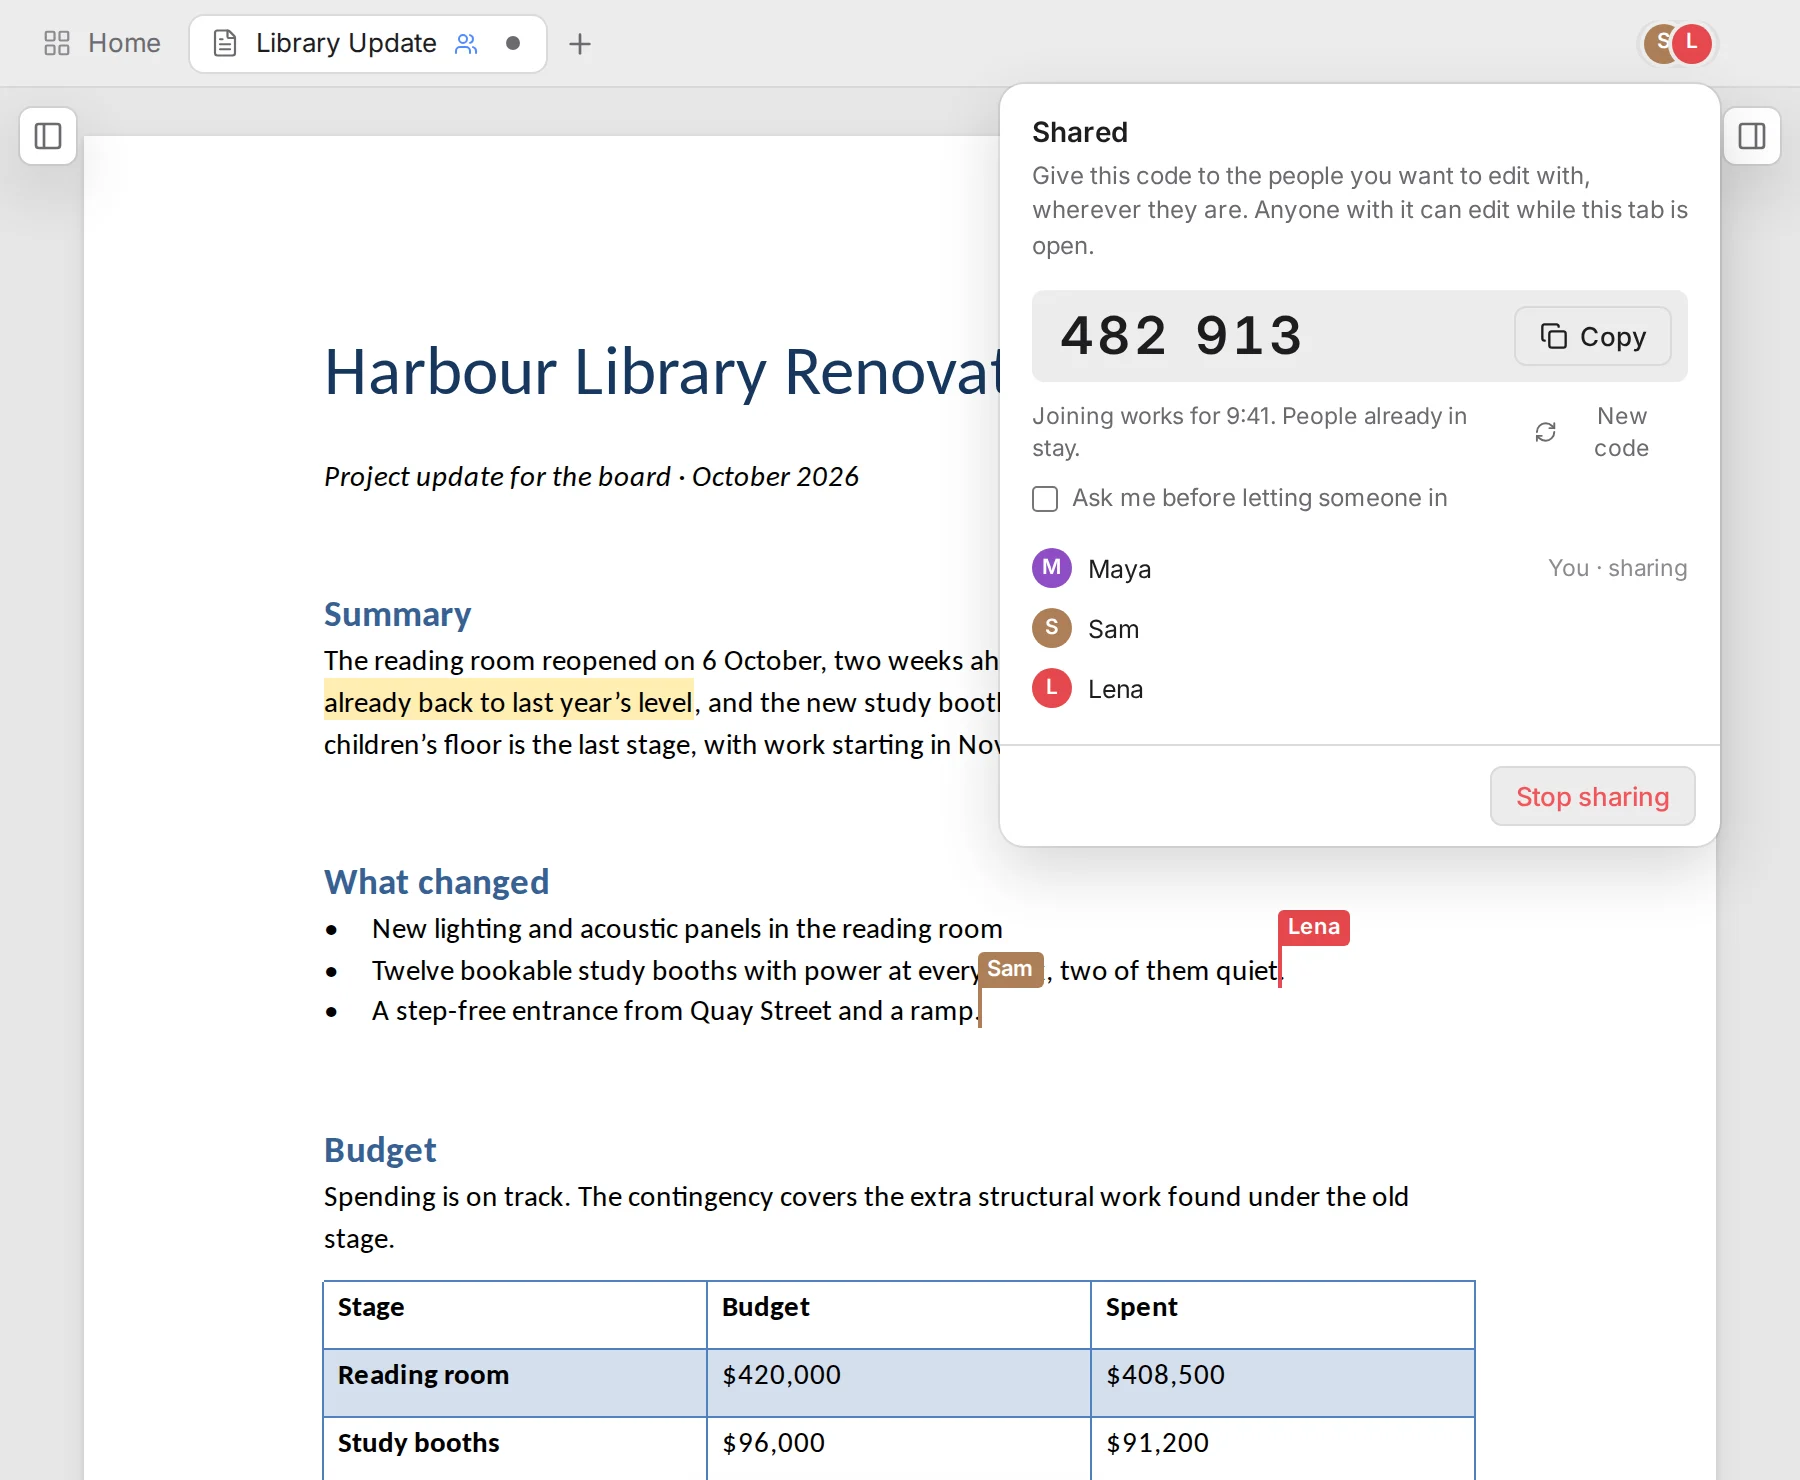 Home
Library Update
S L
Shared
Give this code to the people you want to edit with,
wherever they are. Anyone with it can edit while this tab is
open.
482 913
Copy
Joining works for 9:41. People already in
stay.
New
code
Ask me before letting someone in
M Maya You · sharing
S Sam
L Lena
Stop sharing
Harbour Library
Project update for the board · October 2026
Summary
The reading room reopened on 6 October, two weeks
already back to last year’s level, and the new study
children’s floor is the last stage, with work starting in
What changed
• New lighting and acoustic panels in the reading room
Lena
• Twelve bookable study booths with power at every , two of them quiet.
Sam
• A step-free entrance from Quay Street and a ramp.
Budget
Spending is on track. The contingency covers the extra structural work found under the old
stage.
Stage Budget Spent
Reading room $420,000 $408,500
Study booths $96,000 $91,200